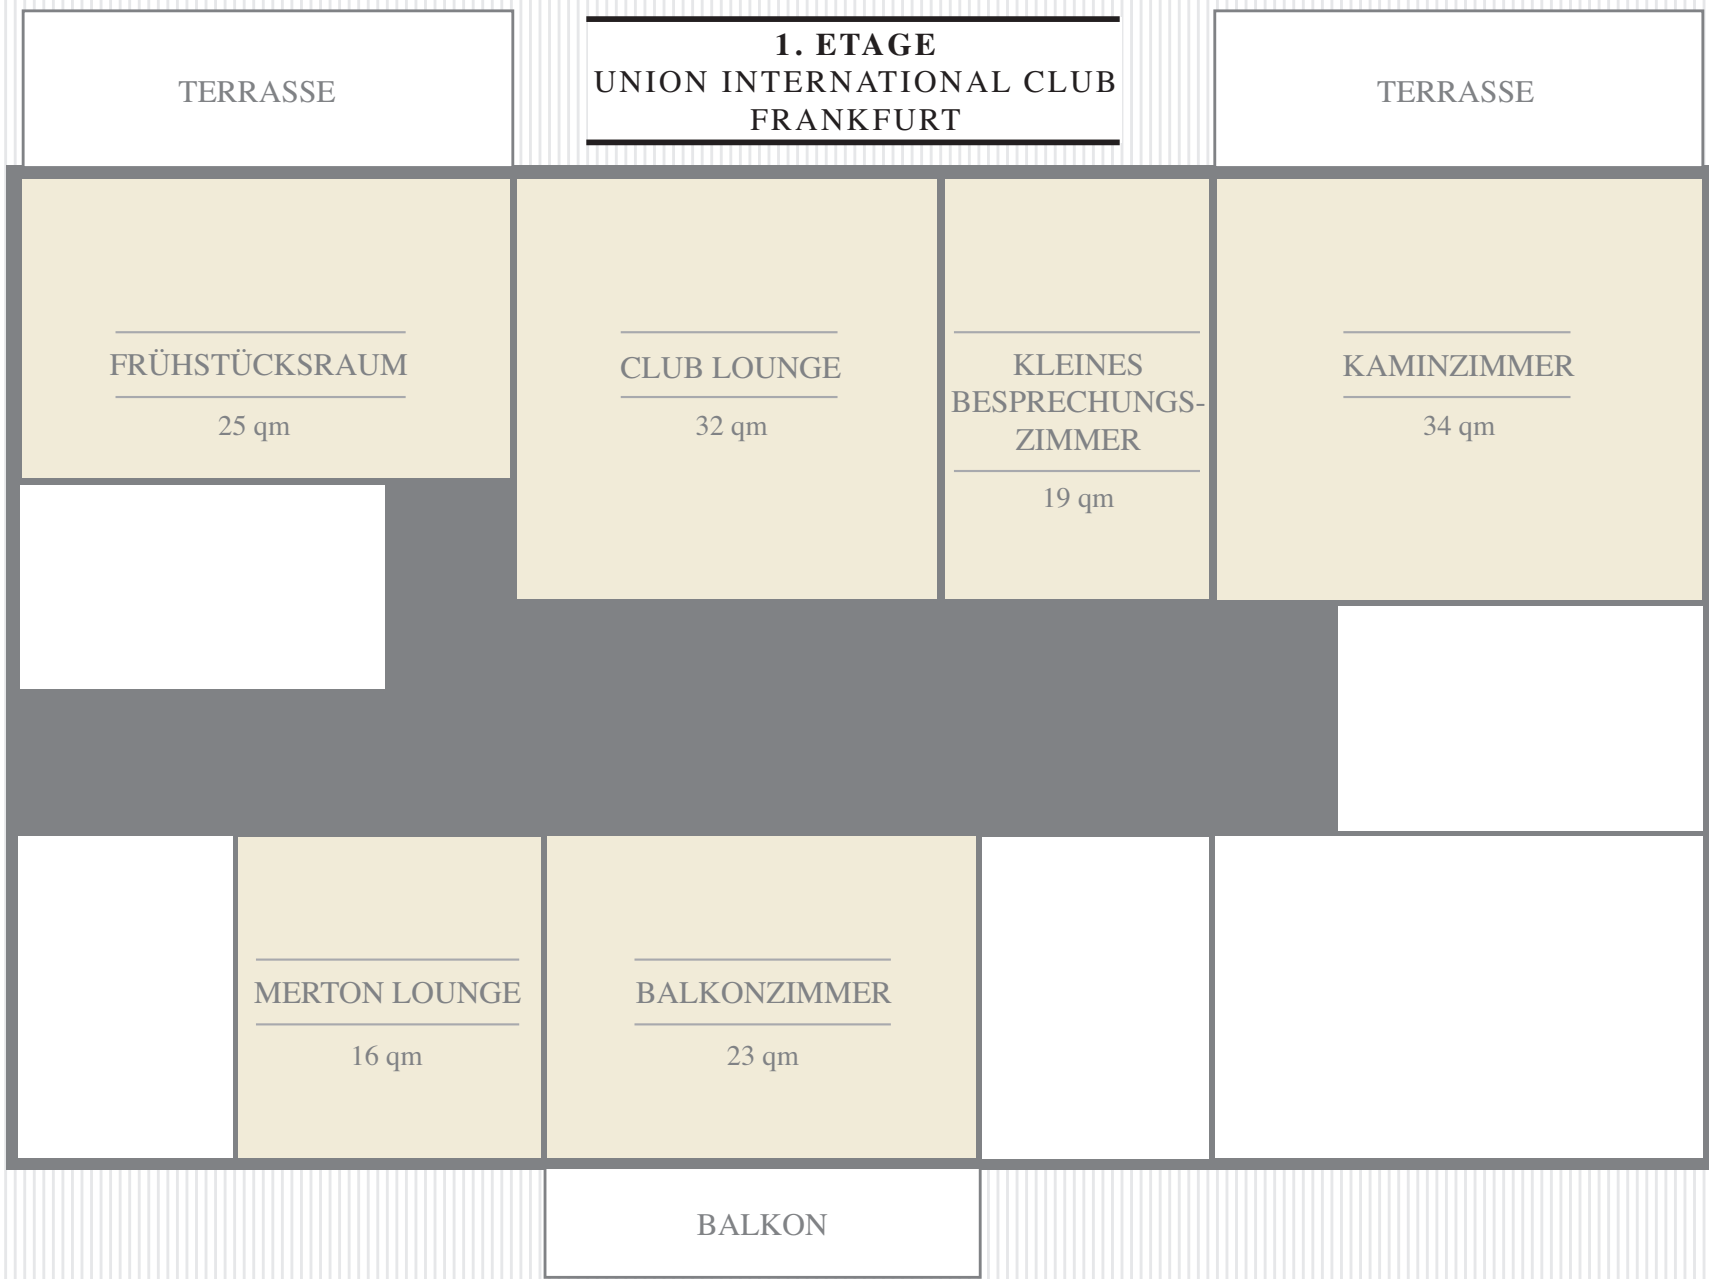 1. ETAGE
UNION INTERNATIONAL CLUB
FRANKFURT
TERRASSE
TERRASSE
FRÜHSTÜCKSRAUM
25 qm
CLUB LOUNGE
32 qm
KLEINES
BESPRECHUNGS-
ZIMMER
19 qm
KAMINZIMMER
34 qm
MERTON LOUNGE
16 qm
BALKONZIMMER
23 qm
BALKON